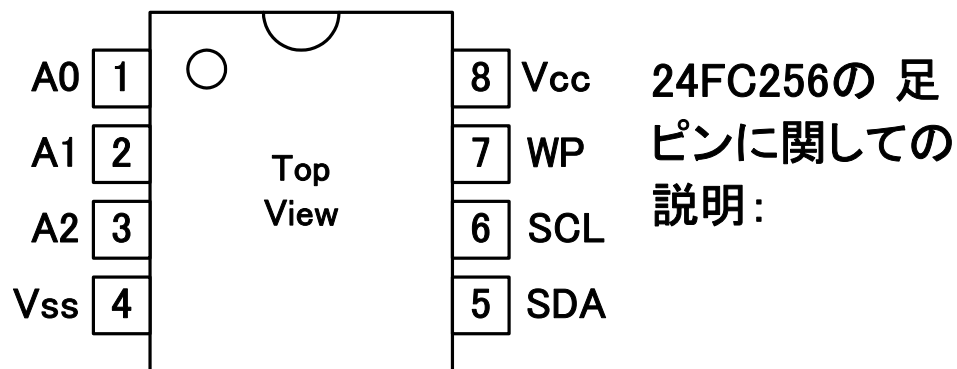 A0 1
A1 2
A2 3
Vss 4
Top
View
8 Vcc
7 WP
6 SCL
5 SDA
24FC256の 足
ピンに関しての
説明: